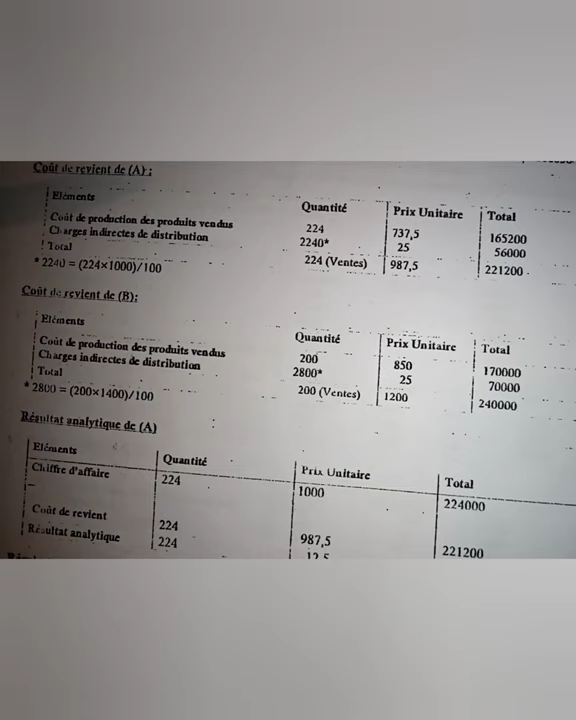 Coût de revient de (A) :
Eléments Quantité Prix Unitaire Total
Coût de production des produits vendus 224 737,5 165200
Charges indirectes de distribution 2240* 25 56000
Total 224 (Ventes) 987,5 221200
* 2240 = (224×1000)/100
Coût de revient de (B):
Eléments Quantité Prix Unitaire Total
Coût de production des produits vendus 200 850 170000
Charges indirectes de distribution 2800* 25 70000
Total 200 (Ventes) 1200 240000
* 2800 = (200×1400)/100
Résultat analytique de (A)
Eléments Quantité Prix Unitaire Total
Chiffre d'affaire 224 1000 224000
–
Coût de revient 224 987,5 221200
Résultat analytique 224 12,5